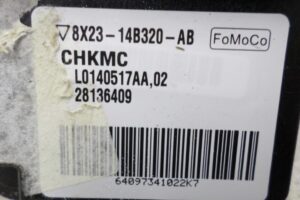 ▽8X23-14B320-AB
FoMoCo
CHKMC
L0140517AA,02
28136409
64097341022K7